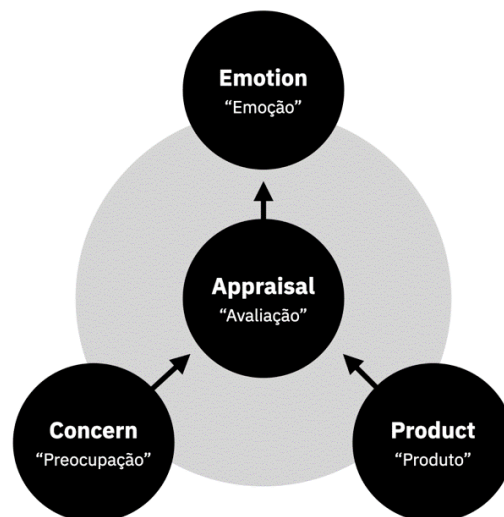 Emotion
“Emoção”
Appraisal
“Avaliação”
Concern
“Preocupação”
Product
“Produto”